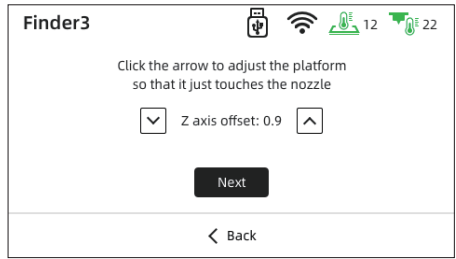 Finder3
12
22
Click the arrow to adjust the platform
so that it just touches the nozzle
Z axis offset: 0.9
Next
Back